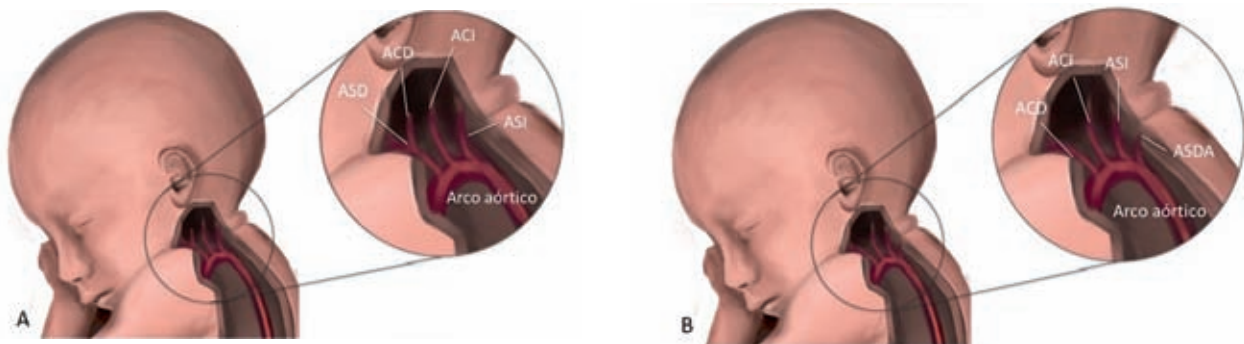 ACD
ACI
ASD
ASI
Arco aórtico
A
ACI
ASI
ACD
ASDA
Arco aórtico
B